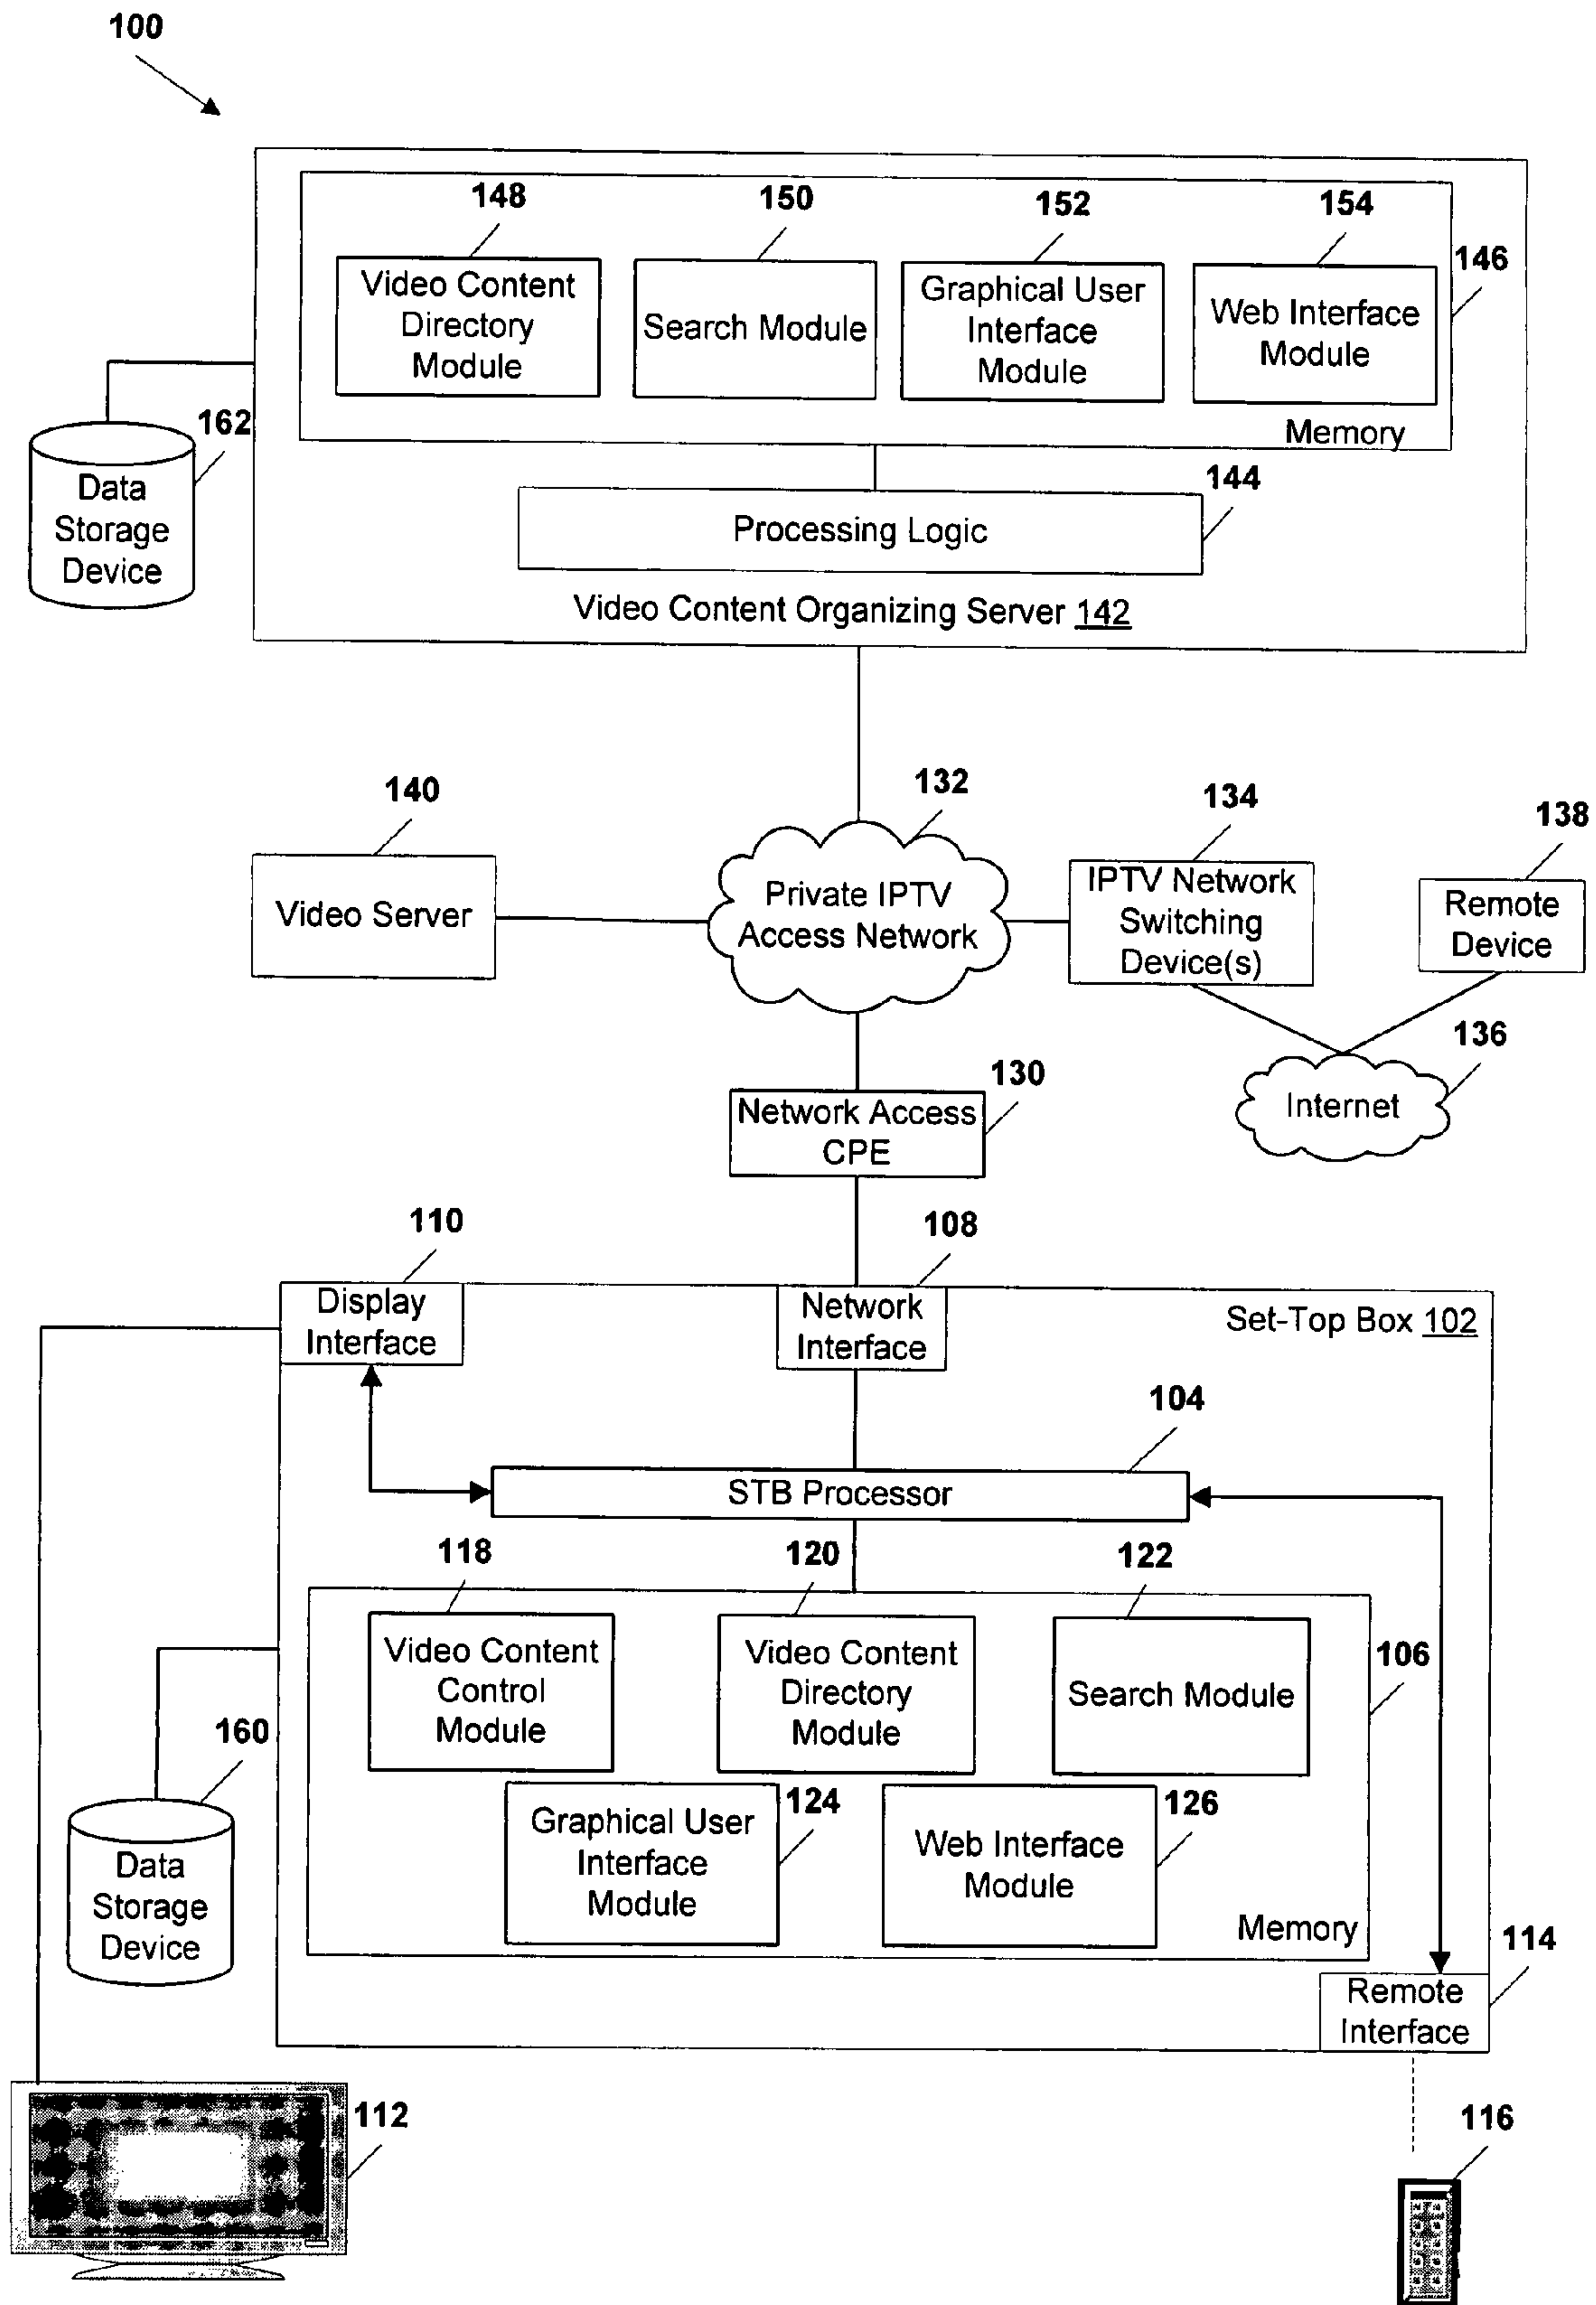 100
148
150
152
154
146
Video Content
Directory
Module
Search Module
Graphical User
Interface
Module
Web Interface
Module
Memory
162
Data
Storage
Device
144
Processing Logic
Video Content Organizing Server 142
140
Video Server
132
Private IPTV
Access Network
134
IPTV Network
Switching
Device(s)
138
Remote
Device
136
Internet
130
Network Access
CPE
110
Display
Interface
108
Network
Interface
Set-Top Box 102
104
STB Processor
118
Video Content
Control
Module
120
Video Content
Directory
Module
122
Search Module
106
160
Data
Storage
Device
124
Graphical User
Interface
Module
126
Web Interface
Module
Memory
114
Remote
Interface
112
116